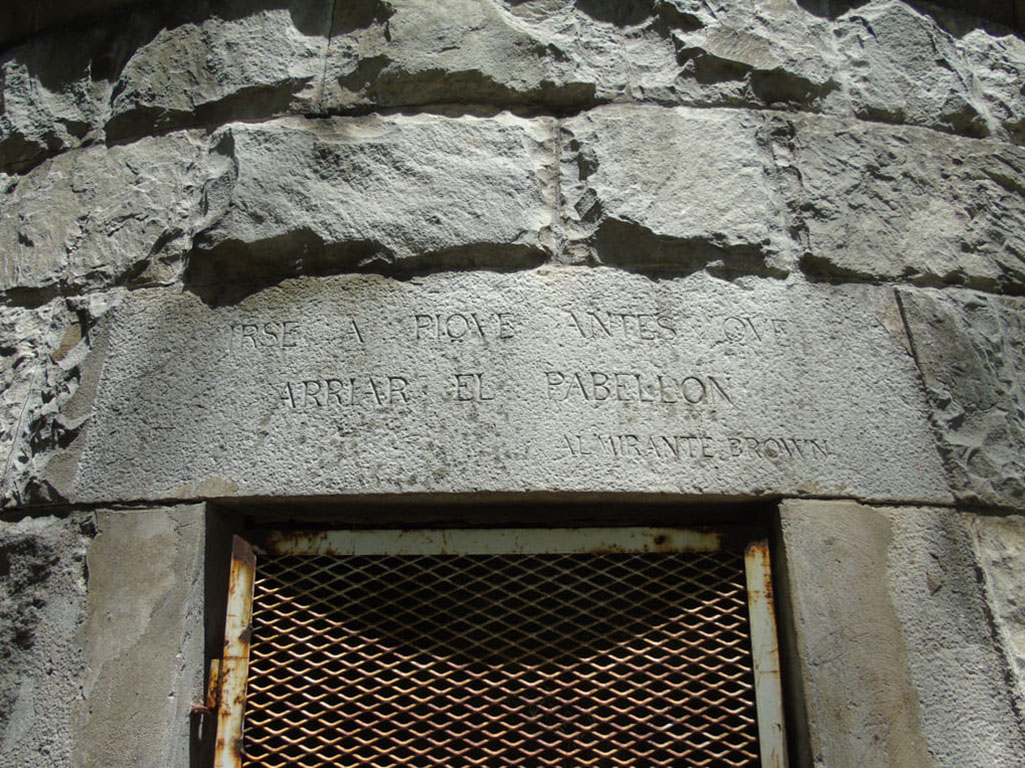 IRSE A PIQVE ANTES QVE
ARRIAR EL PABELLON
ALMIRANTE BROWN